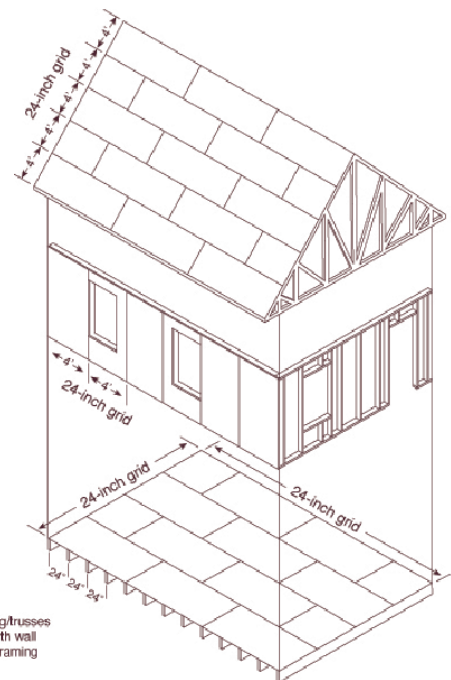 24-inch grid
4'
4'
4'
4'
4'
4'
24-inch grid
24-inch grid
24-inch grid
24" 24" 24"
g/trusses
th wall
raming